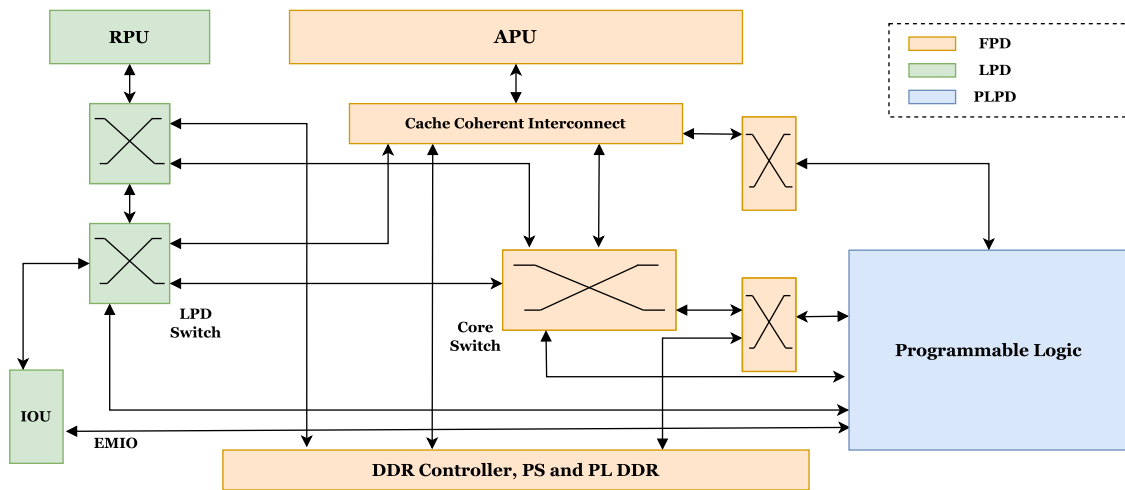 RPU
APU
FPD
LPD
PLPD
Cache Coherent Interconnect
LPD
Switch
Core
Switch
Programmable Logic
IOU
EMIO
DDR Controller, PS and PL DDR